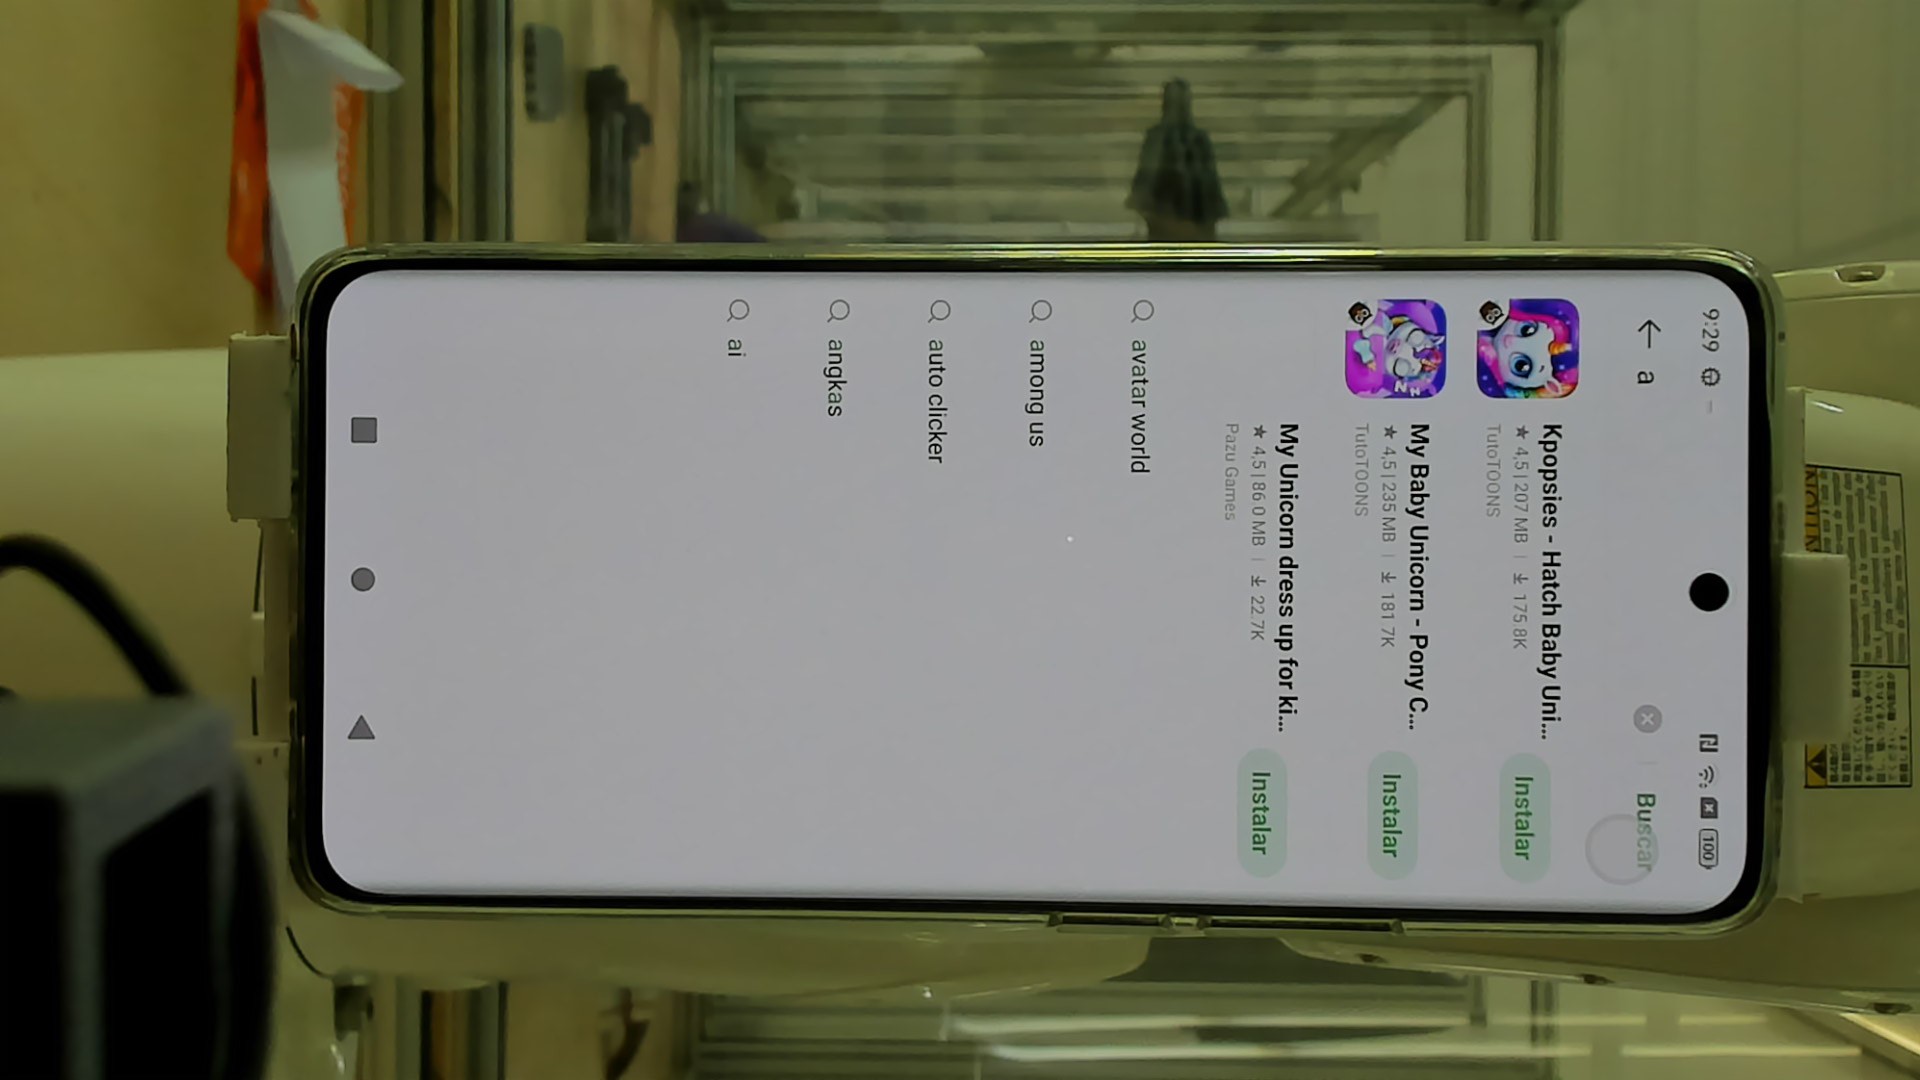 9:29
100
a
Buscar
Kpopsies - Hatch Baby Uni...
★ 4,5 | 207 MB | 175.8K
TutoTOONS
Instalar
My Baby Unicorn - Pony C...
★ 4,5 | 235 MB | 181.7K
TutoTOONS
Instalar
My Unicorn dress up for ki...
★ 4,5 | 86.0 MB | 22.7K
Pazu Games
Instalar
avatar world
among us
auto clicker
angkas
ai